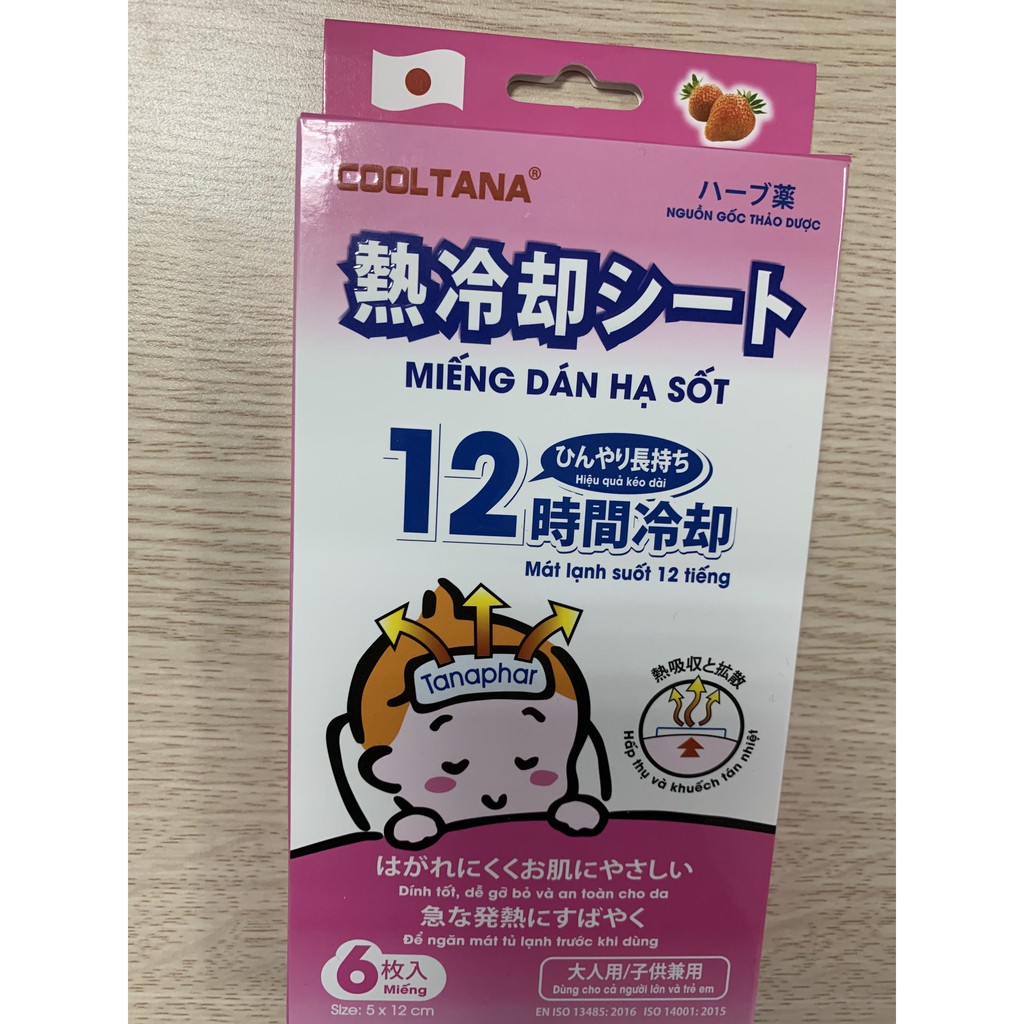 COOLTANA®
ハーブ薬
NGUỒN GỐC THẢO DƯỢC
熱冷却シート
MIẾNG DÁN HẠ SỐT
12
ひんやり長持ち
Hiệu quả kéo dài
時間冷却
Mát lạnh suốt 12 tiếng
Tanaphar
熱吸収と拡散
Hấp thụ và khuếch tán nhiệt
はがれにくくお肌にやさしい
Dính tốt, dễ gỡ bỏ và an toàn cho da
急な発熱にすばやく
Để ngăn mát tủ lạnh trước khi dùng
6枚入
Miếng
Size: 5 x 12 cm
大人用/子供兼用
Dùng cho cả người lớn và trẻ em
EN ISO 13485: 2016 ISO 14001: 2015